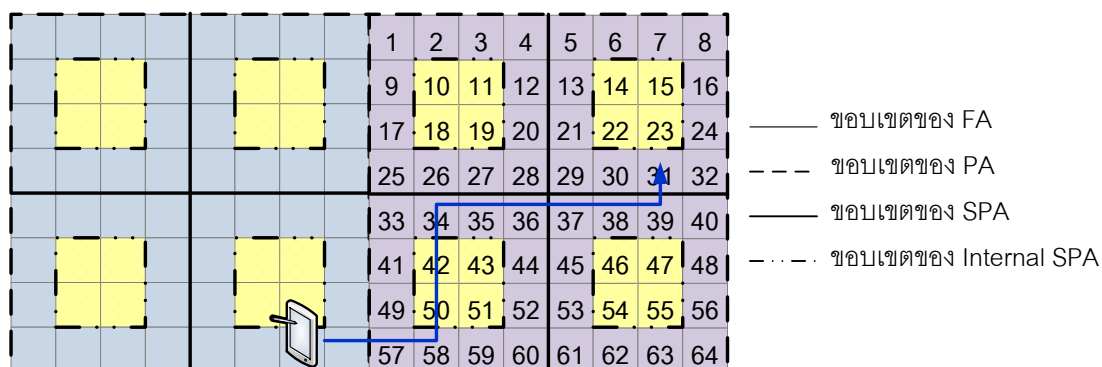 1 2 3 4 5 6 7 8
9 10 11 12 13 14 15 16
17 18 19 20 21 22 23 24
25 26 27 28 29 30 31 32
33 34 35 36 37 38 39 40
41 42 43 44 45 46 47 48
49 50 51 52 53 54 55 56
57 58 59 60 61 62 63 64
ขอบเขตของ FA
ขอบเขตของ PA
ขอบเขตของ SPA
ขอบเขตของ Internal SPA